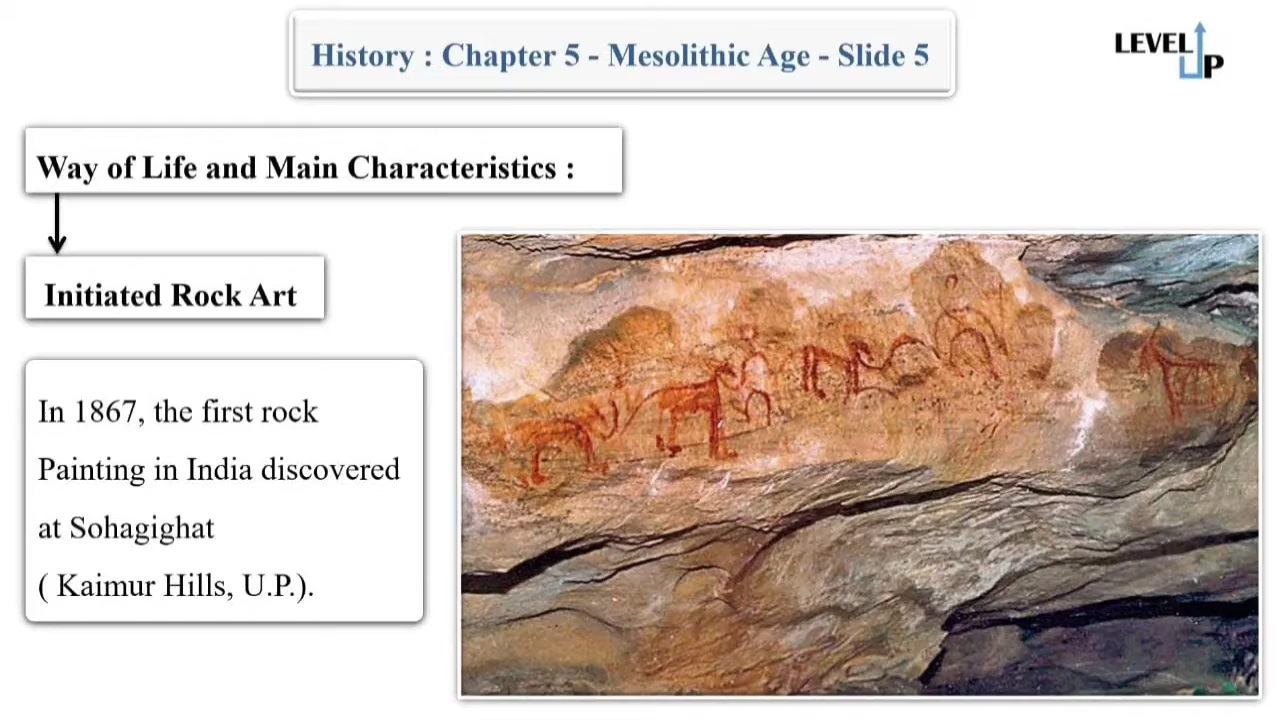 History : Chapter 5 - Mesolithic Age - Slide 5
LEVEL
UP
Way of Life and Main Characteristics :
Initiated Rock Art
In 1867, the first rock
Painting in India discovered
at Sohagighat
( Kaimur Hills, U.P.).